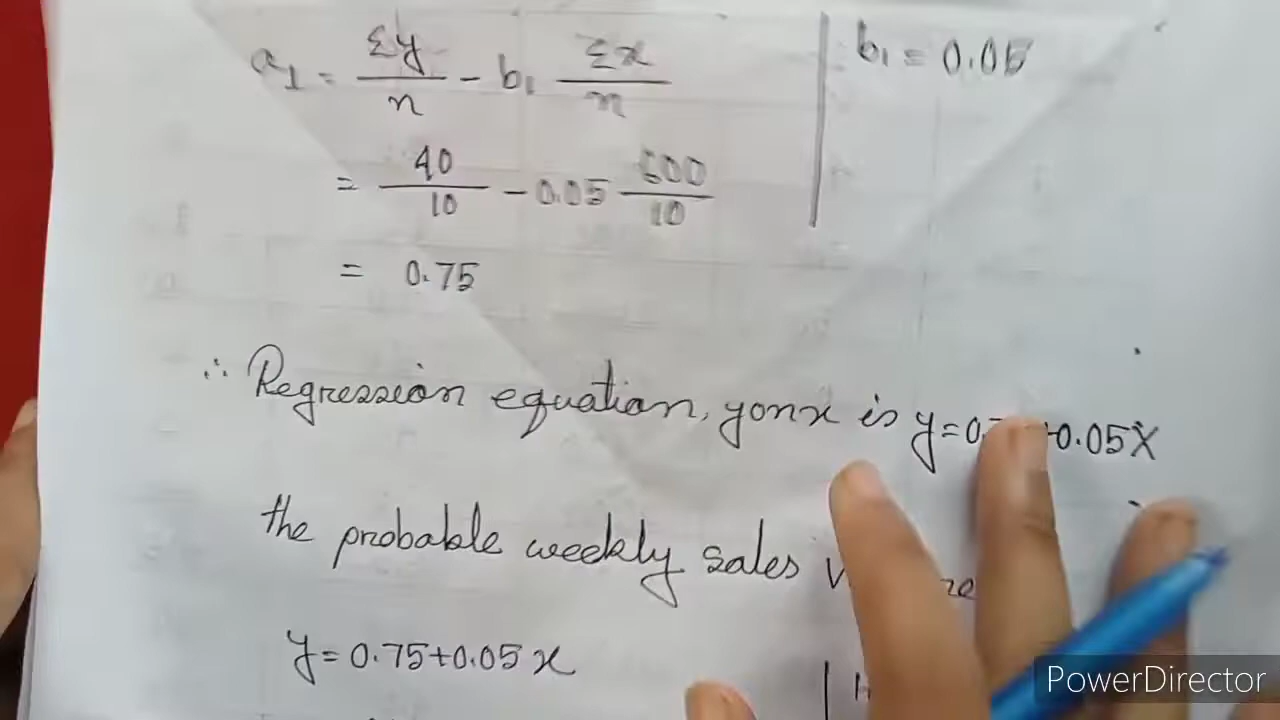 a1 = Σy/n - b1 Σx/n
b1 = 0.05
= 40/10 - 0.05 600/10
= 0.75
∴ Regression equation, y on x is y=0. +0.05X
the probable weekly sales
y=0.75+0.05x
PowerDirector